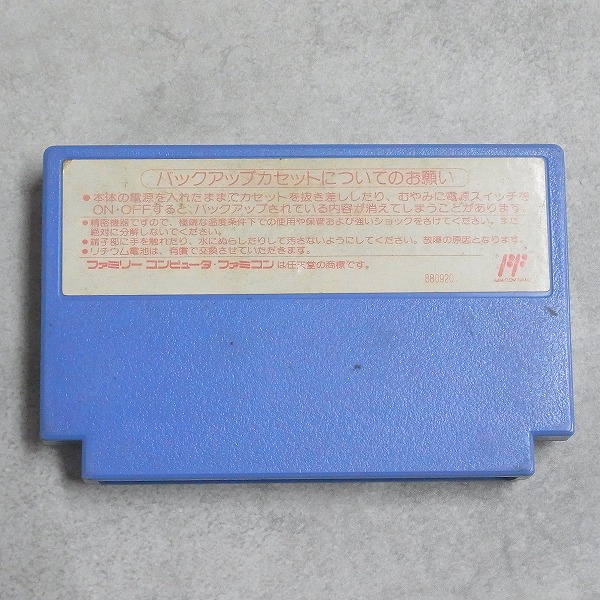 バックアップカセットについてのお願い
●本体の電源を入れたままでカセットを抜き差ししたり、むやみに電源スイッチを
ON・OFFすると、バックアップされている内容が消えてしまうことがあります。
●精密機器ですので、極端な温度条件下での使用や保管および強いショックをさけてください。また
絶対に分解しないでください。
●端子部に手を触れたり、水にぬらしたりして汚さないようにしてください。故障の原因となります。
●リチウム電池は、有償で交換させていただきます。
ファミリーコンピュータ・ファミコンは任天堂の商標です。
880920